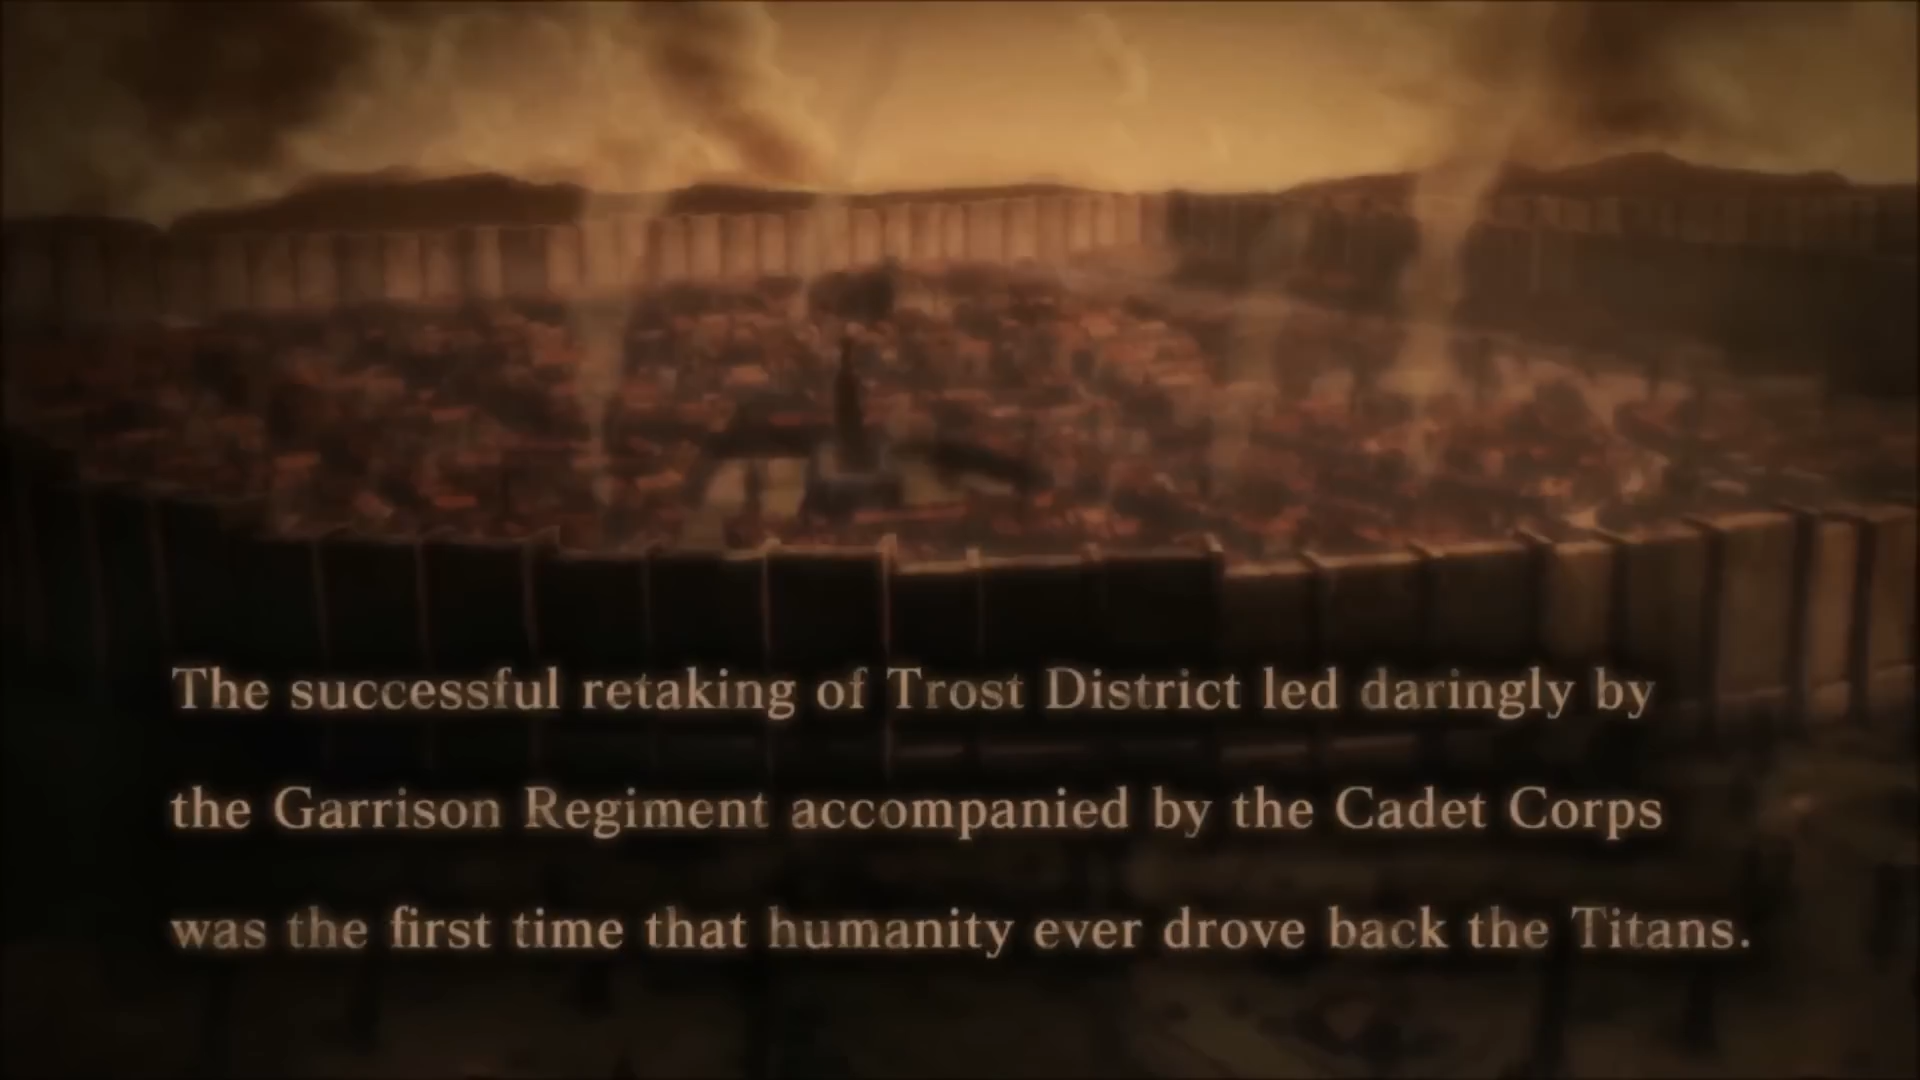 The successful retaking of Trost District led daringly by
the Garrison Regiment accompanied by the Cadet Corps
was the first time that humanity ever drove back the Titans.